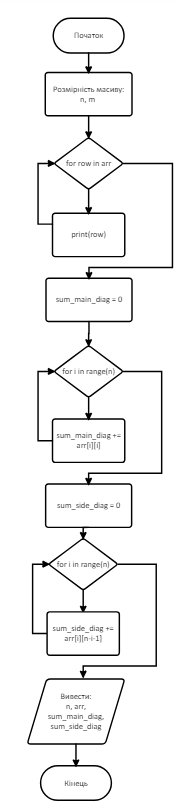 Початок
Розмірність масиву:
n, m
for row in arr
print(row)
sum_main_diag = 0
for i in range(n)
sum_main_diag +=
arr[i][i]
sum_side_diag = 0
for i in range(n)
sum_side_diag +=
arr[i][n-i-1]
Вивести:
n, arr,
sum_main_diag,
sum_side_diag
Кінець